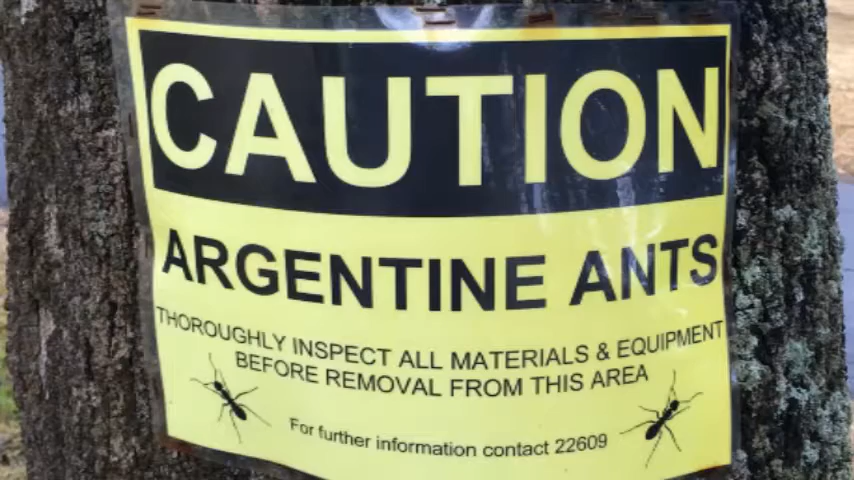 CAUTION
ARGENTINE ANTS
THOROUGHLY INSPECT ALL MATERIALS & EQUIPMENT
BEFORE REMOVAL FROM THIS AREA
For further information contact 22609